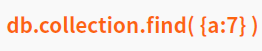 db.collection.find( {a:7} )